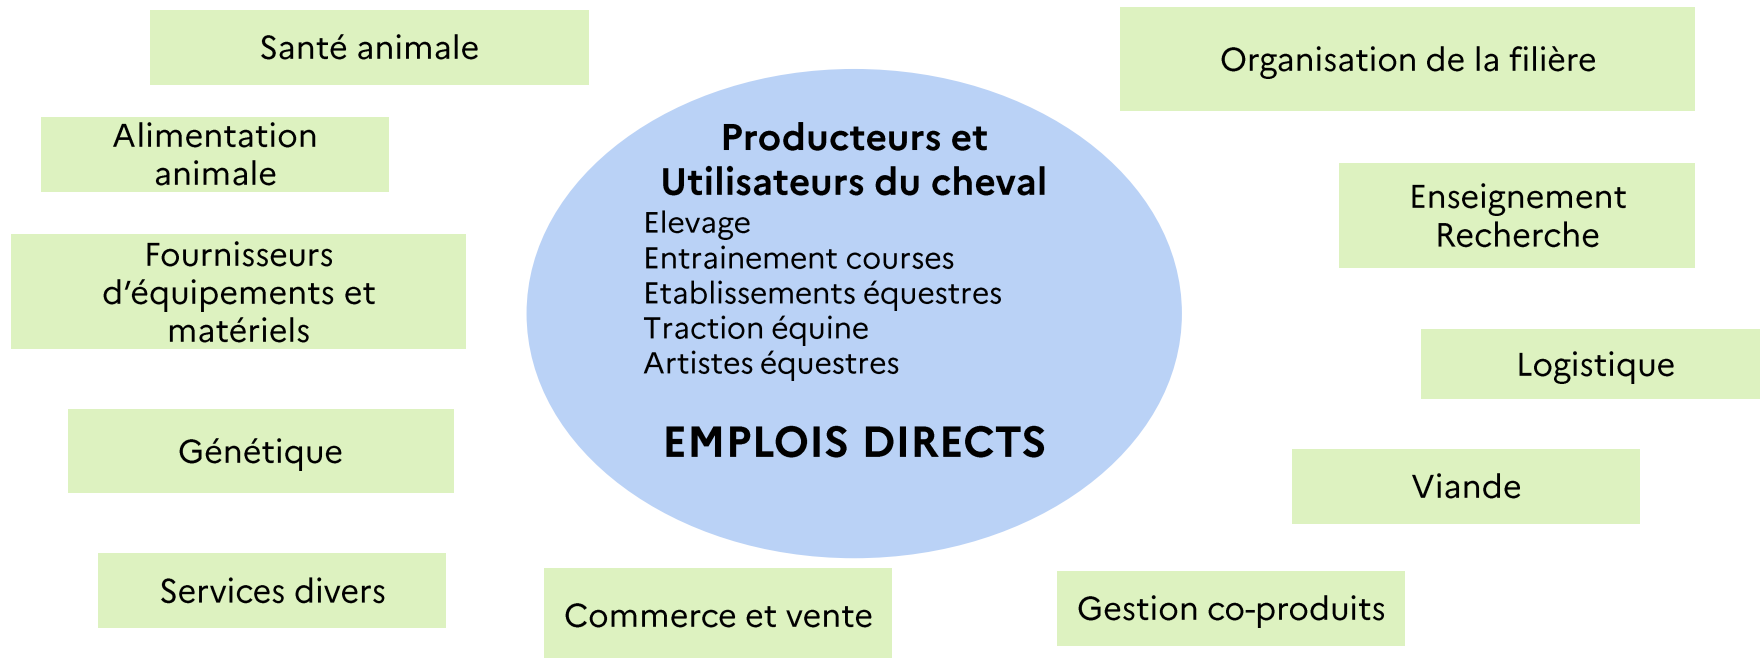 Santé animale
Organisation de la filière
Alimentation
animale
Producteurs et
Utilisateurs du cheval
Elevage
Entrainement courses
Etablissements équestres
Traction équine
Artistes équestres
EMPLOIS DIRECTS
Enseignement
Recherche
Fournisseurs
d’équipements et
matériels
Logistique
Génétique
Viande
Services divers
Commerce et vente
Gestion co-produits